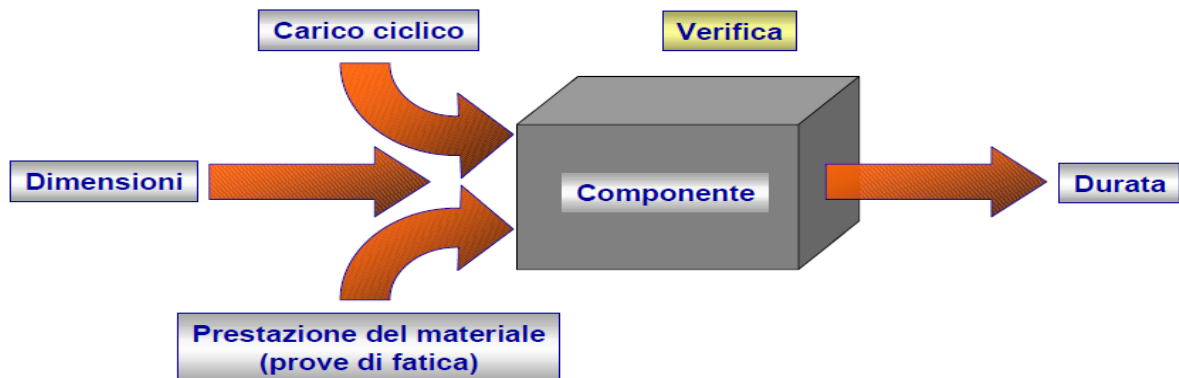 Carico ciclico
Verifica
Dimensioni
Componente
Durata
Prestazione del materiale
(prove di fatica)